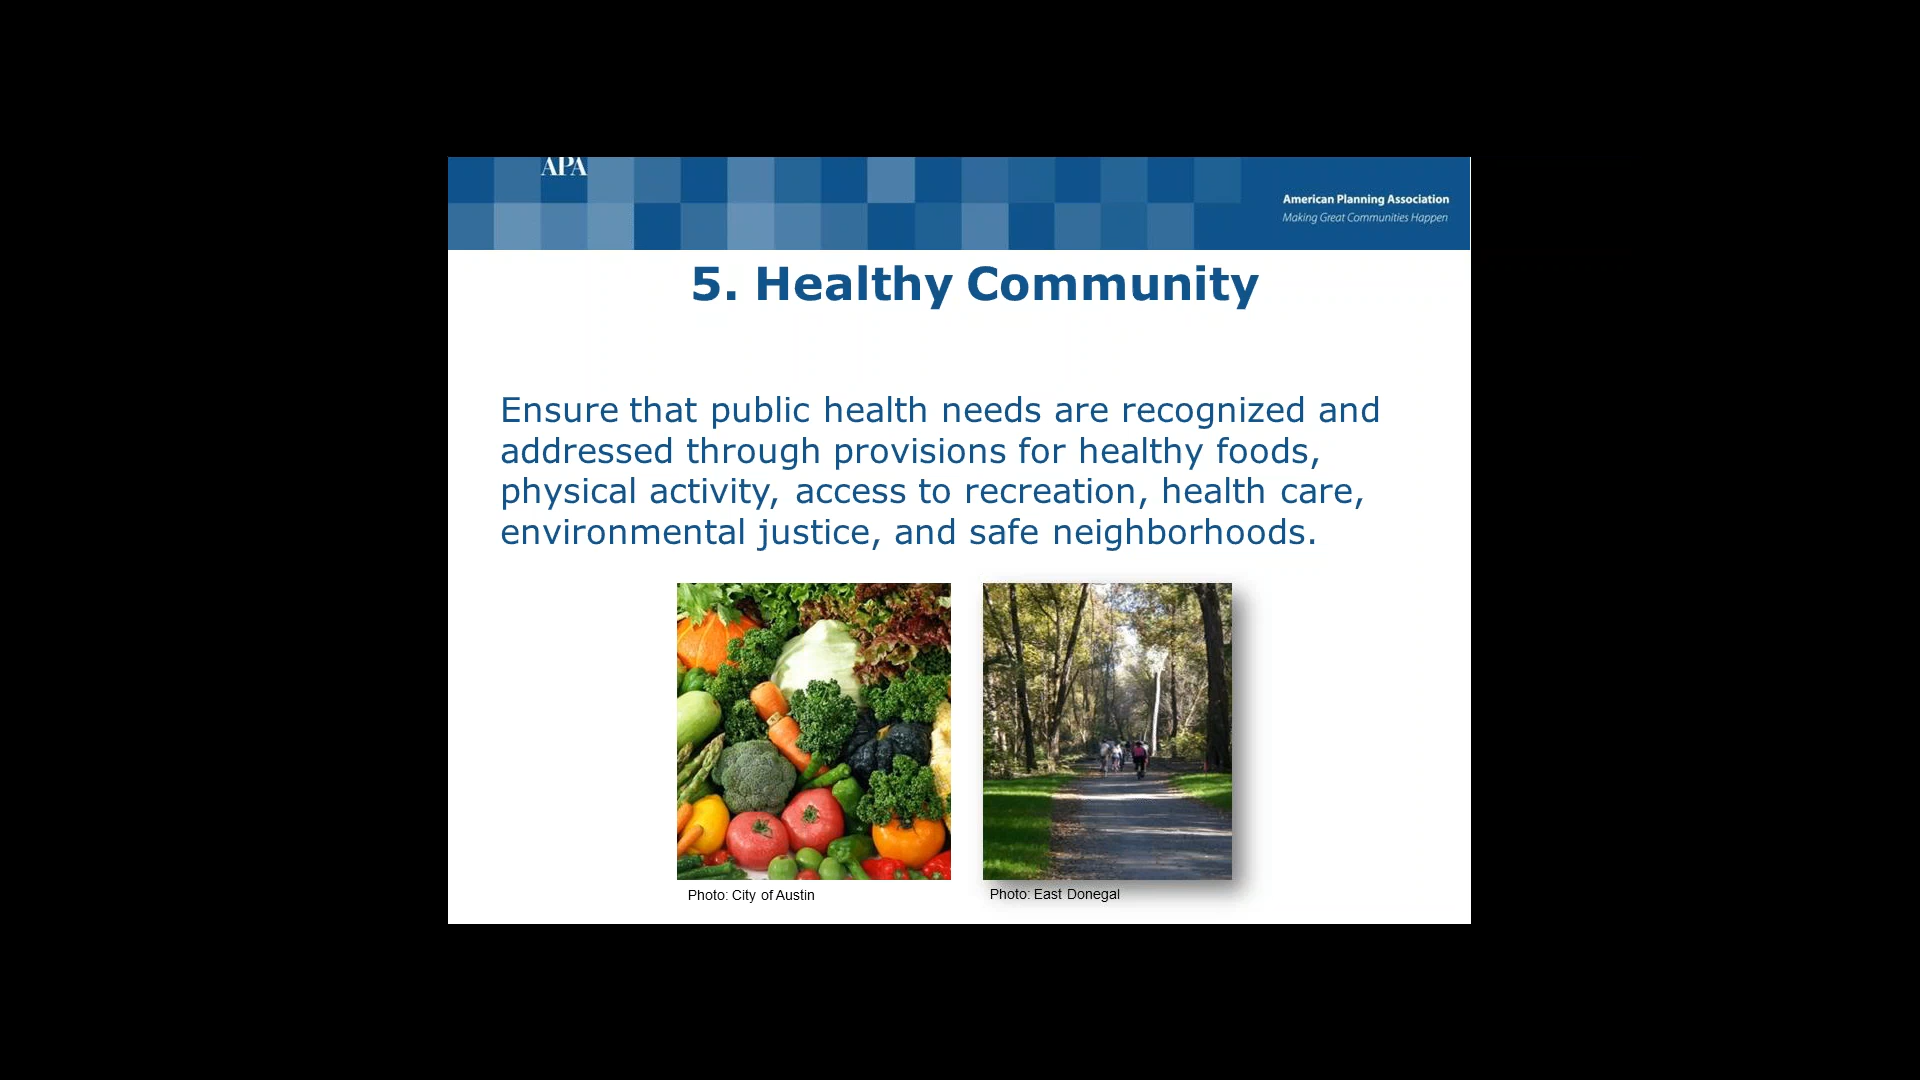 APA
American Planning Association
Making Great Communities Happen
5. Healthy Community
Ensure that public health needs are recognized and
addressed through provisions for healthy foods,
physical activity, access to recreation, health care,
environmental justice, and safe neighborhoods.
Photo: City of Austin
Photo: East Donegal